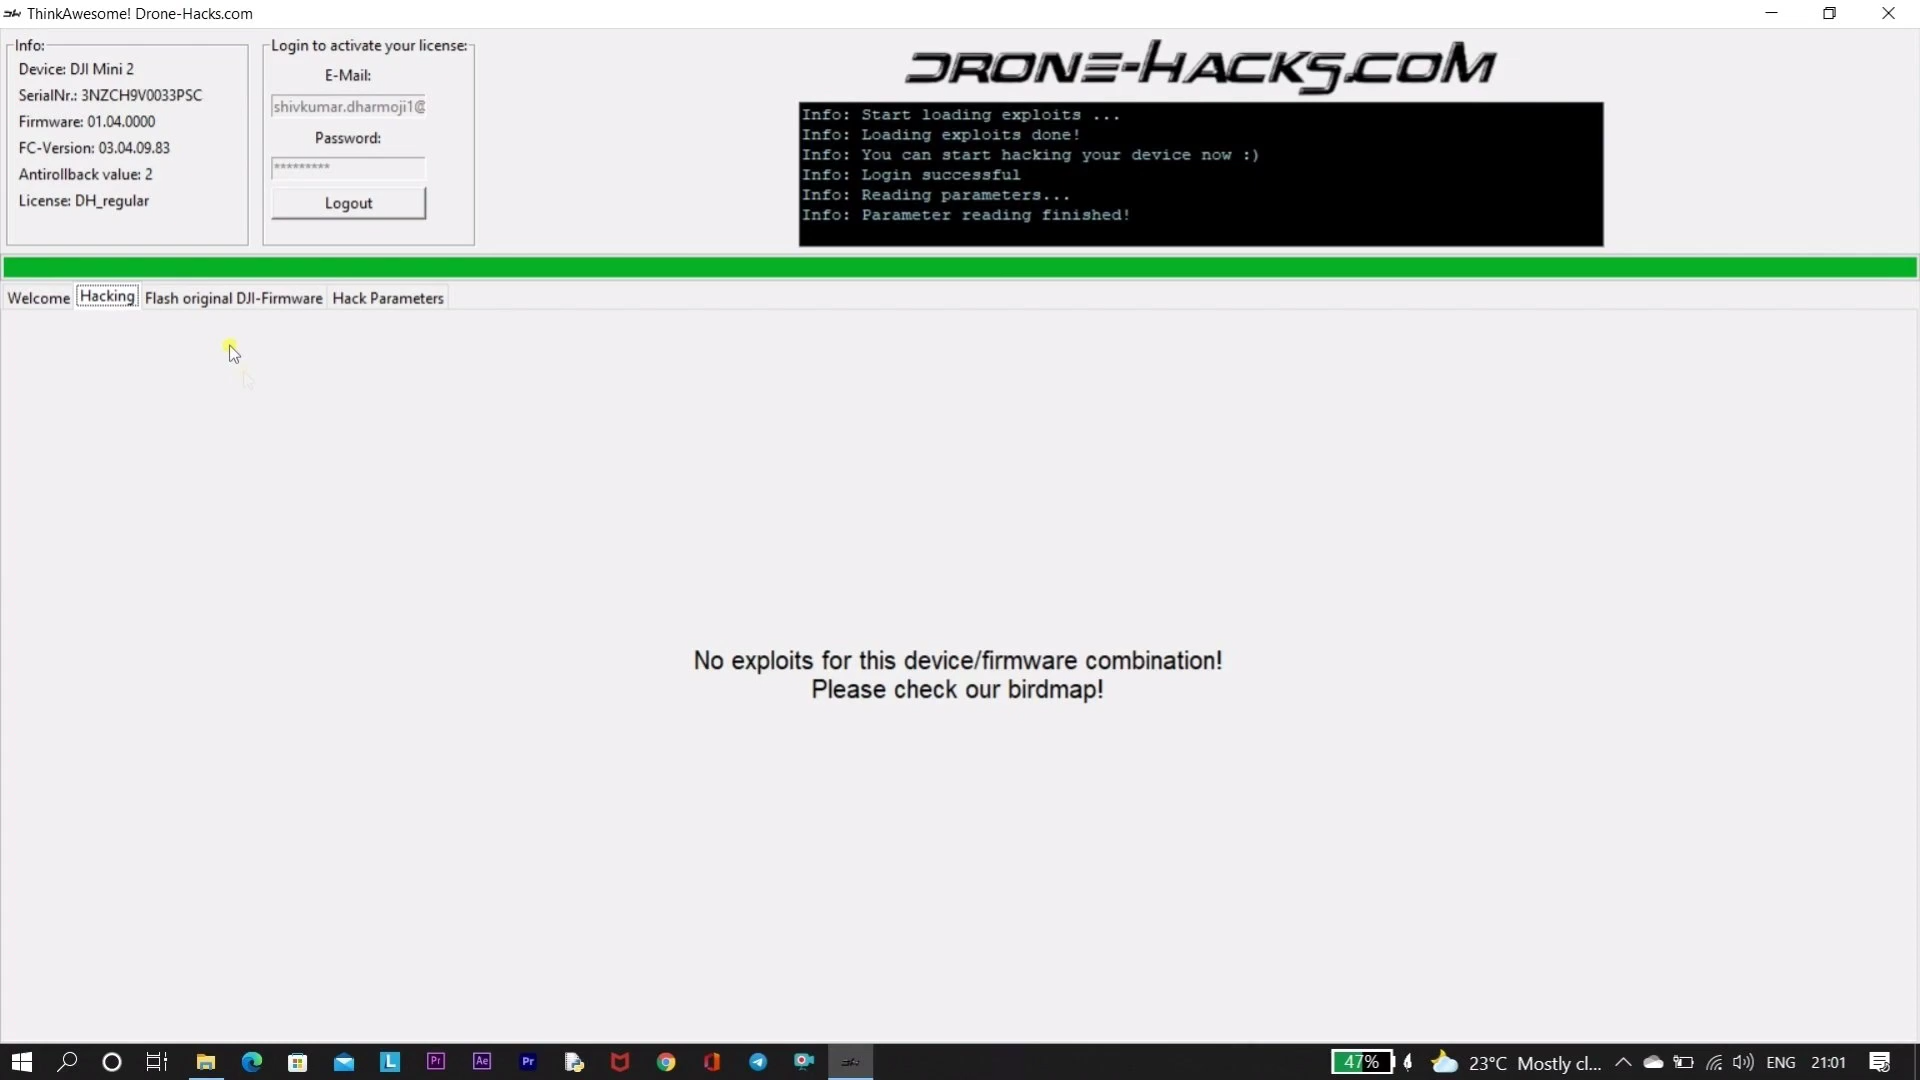 ThinkAwesome! Drone-Hacks.com
Info:
Device: DJI Mini 2
SerialNr.: 3NZCH9V0033PSC
Firmware: 01.04.0000
FC-Version: 03.04.09.83
Antirollback value: 2
License: DH_regular
Login to activate your license:
E-Mail:
shivkumar.dharmoji1@
Password:
*********
Logout
DRONE-HACKS.COM
Info: Start loading exploits ...
Info: Loading exploits done!
Info: You can start hacking your device now :)
Info: Login successful
Info: Reading parameters...
Info: Parameter reading finished!
Welcome Hacking Flash original DJI-Firmware Hack Parameters
No exploits for this device/firmware combination!
Please check our birdmap!
L Pr Ae Pr 47% 23°C Mostly cl... ENG 21:01